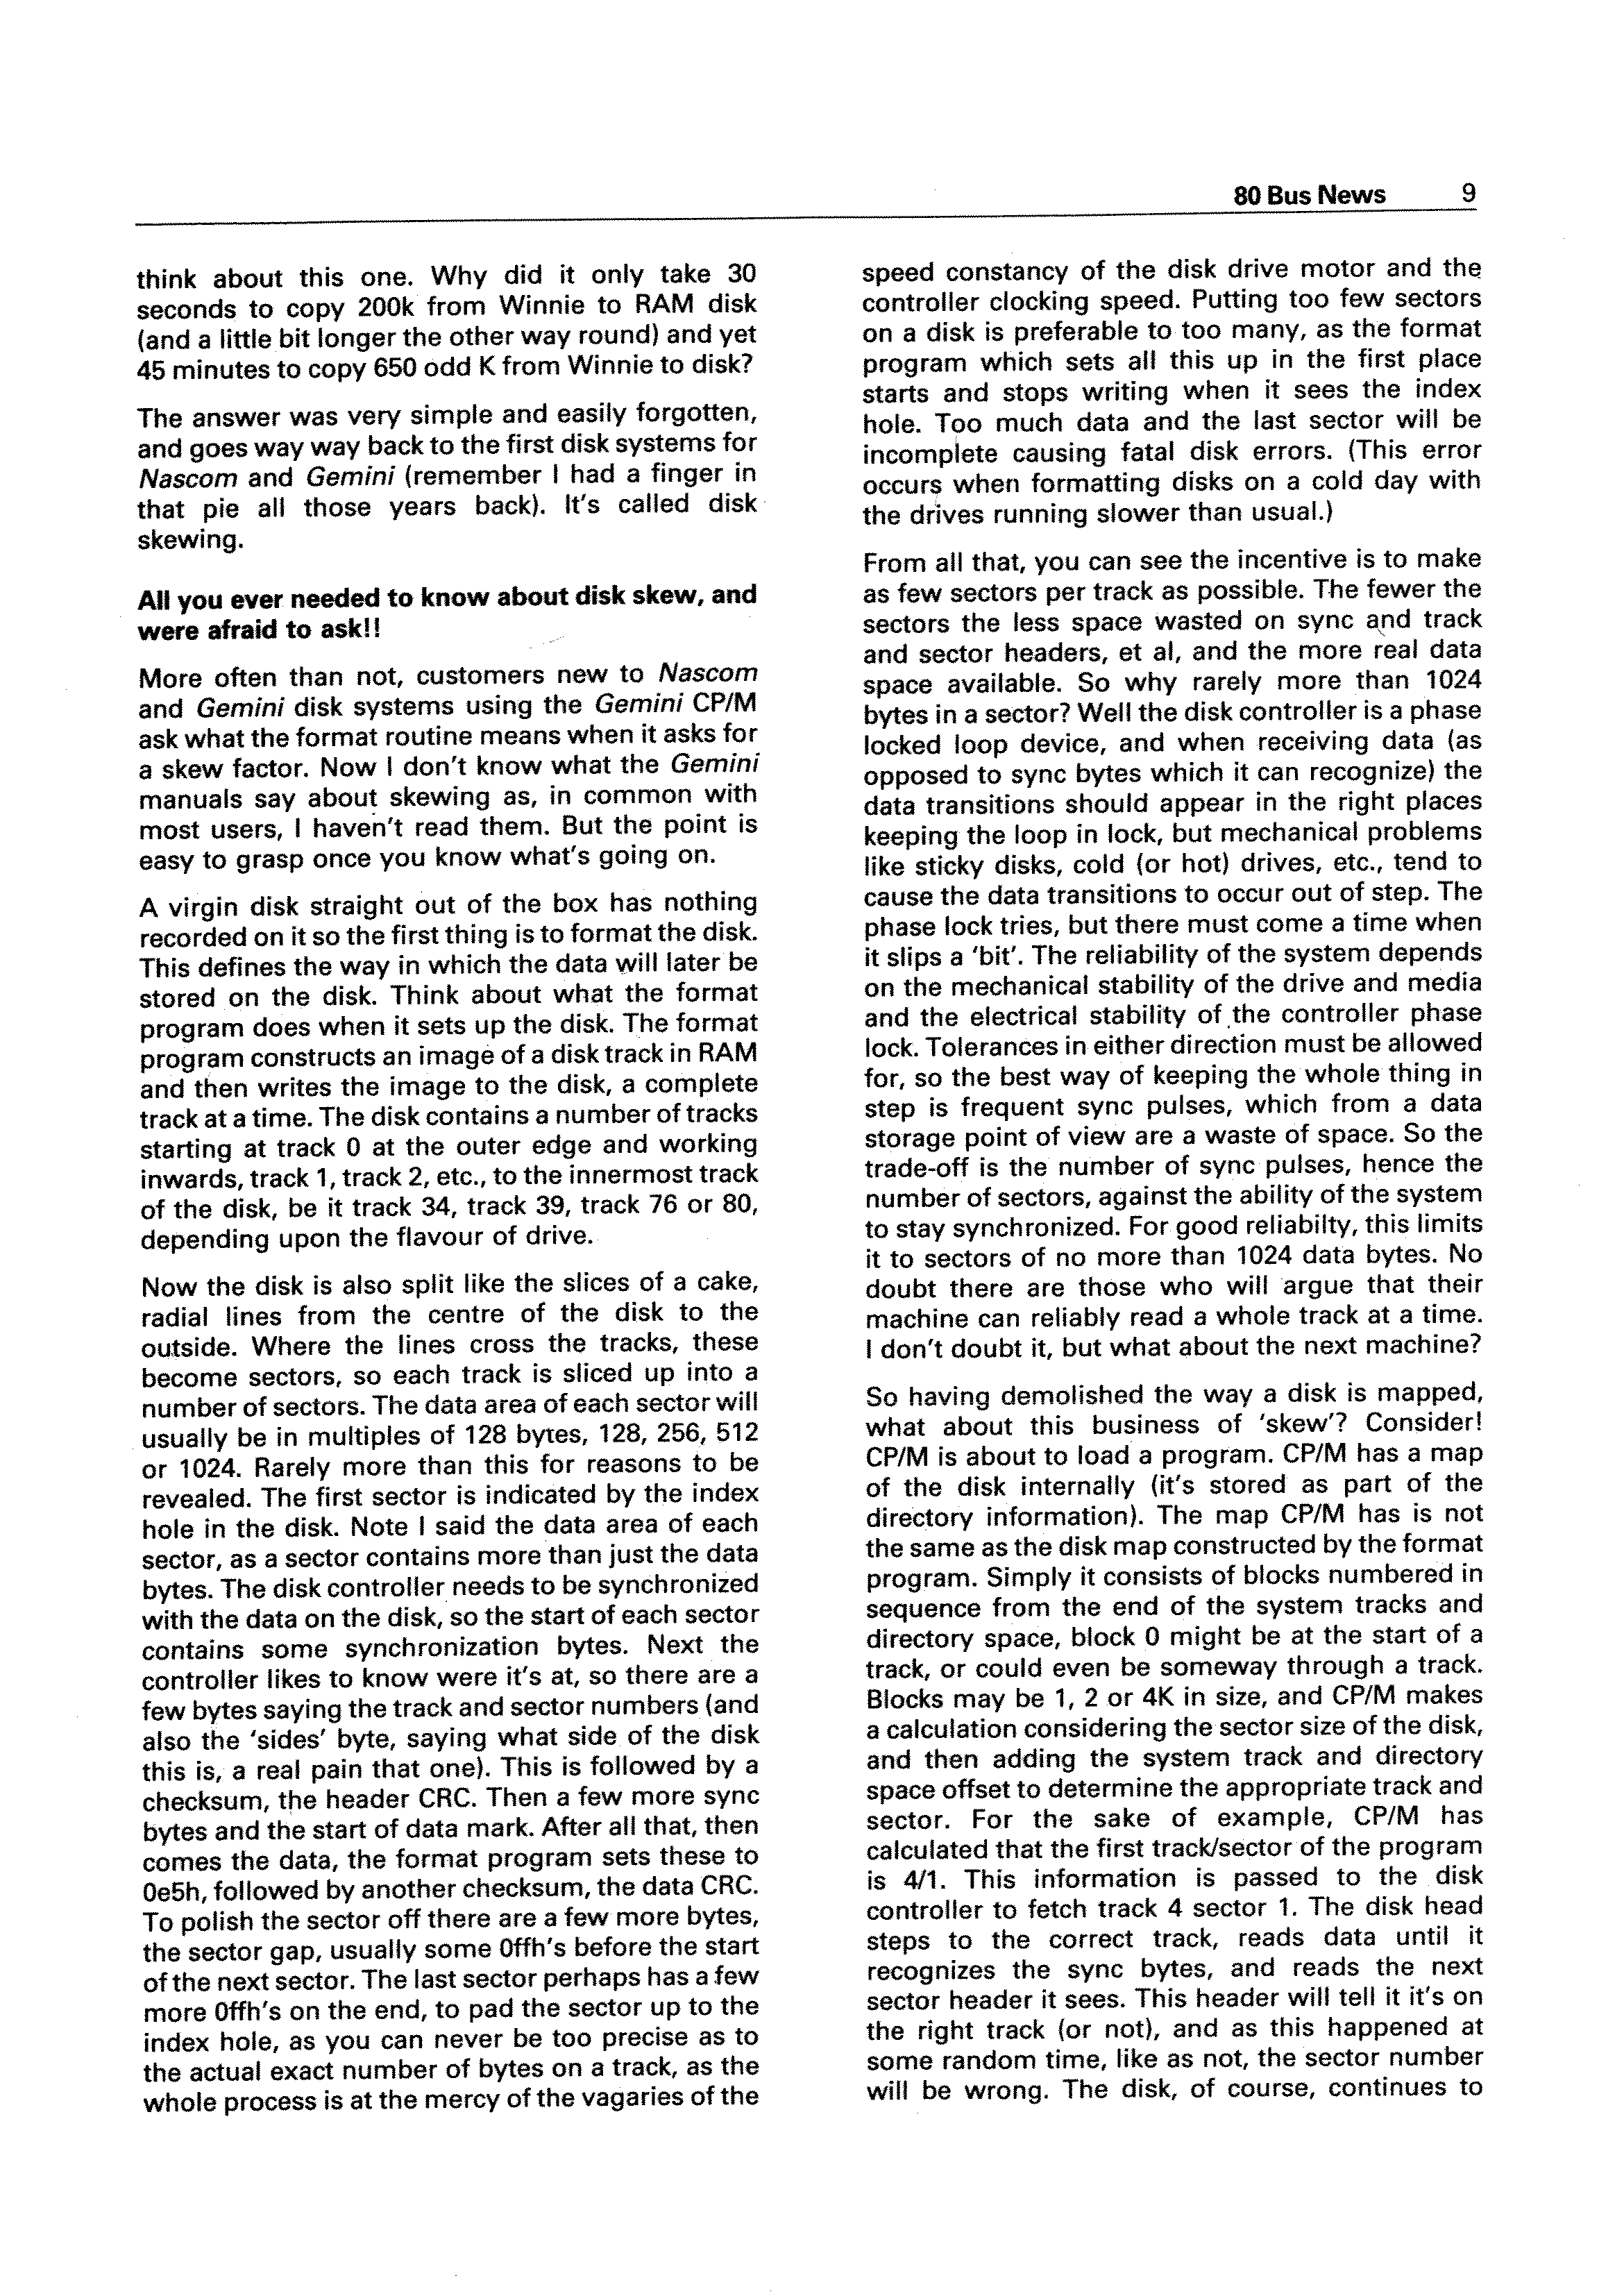 80 Bus News 9
think about this one. Why did it only take 30
seconds to copy 200k from Winnie to RAM disk
(and a little bit longer the other way round) and yet
45 minutes to copy 650 odd K from Winnie to disk?
The answer was very simple and easily forgotten,
and goes way way back to the first disk systems for
Nascom and Gemini (remember I had a finger in
that pie all those years back). It's called disk
skewing.
All you ever needed to know about disk skew, and
were afraid to ask!!
More often than not, customers new to Nascom
and Gemini disk systems using the Gemini CP/M
ask what the format routine means when it asks for
a skew factor. Now I don't know what the Gemini
manuals say about skewing as, in common with
most users, I haven't read them. But the point is
easy to grasp once you know what's going on.
A virgin disk straight out of the box has nothing
recorded on it so the first thing is to format the disk.
This defines the way in which the data will later be
stored on the disk. Think about what the format
program does when it sets up the disk. The format
program constructs an image of a disk track in RAM
and then writes the image to the disk, a complete
track at a time. The disk contains a number of tracks
starting at track 0 at the outer edge and working
inwards, track 1, track 2, etc., to the innermost track
of the disk, be it track 34, track 39, track 76 or 80,
depending upon the flavour of drive.
Now the disk is also split like the slices of a cake,
radial lines from the centre of the disk to the
outside. Where the lines cross the tracks, these
become sectors, so each track is sliced up into a
number of sectors. The data area of each sector will
usually be in multiples of 128 bytes, 128, 256, 512
or 1024. Rarely more than this for reasons to be
revealed. The first sector is indicated by the index
hole in the disk. Note I said the data area of each
sector, as a sector contains more than just the data
bytes. The disk controller needs to be synchronized
with the data on the disk, so the start of each sector
contains some synchronization bytes. Next the
controller likes to know were it's at, so there are a
few bytes saying the track and sector numbers (and
also the 'sides' byte, saying what side of the disk
this is, a real pain that one). This is followed by a
checksum, the header CRC. Then a few more sync
bytes and the start of data mark. After all that, then
comes the data, the format program sets these to
0e5h, followed by another checksum, the data CRC.
To polish the sector off there are a few more bytes,
the sector gap, usually some 0ffh's before the start
of the next sector. The last sector perhaps has a few
more 0ffh's on the end, to pad the sector up to the
index hole, as you can never be too precise as to
the actual exact number of bytes on a track, as the
whole process is at the mercy of the vagaries of the
speed constancy of the disk drive motor and the
controller clocking speed. Putting too few sectors
on a disk is preferable to too many, as the format
program which sets all this up in the first place
starts and stops writing when it sees the index
hole. Too much data and the last sector will be
incomplete causing fatal disk errors. (This error
occurs when formatting disks on a cold day with
the drives running slower than usual.)
From all that, you can see the incentive is to make
as few sectors per track as possible. The fewer the
sectors the less space wasted on sync and track
and sector headers, et al, and the more real data
space available. So why rarely more than 1024
bytes in a sector? Well the disk controller is a phase
locked loop device, and when receiving data (as
opposed to sync bytes which it can recognize) the
data transitions should appear in the right places
keeping the loop in lock, but mechanical problems
like sticky disks, cold (or hot) drives, etc., tend to
cause the data transitions to occur out of step. The
phase lock tries, but there must come a time when
it slips a 'bit'. The reliability of the system depends
on the mechanical stability of the drive and media
and the electrical stability of the controller phase
lock. Tolerances in either direction must be allowed
for, so the best way of keeping the whole thing in
step is frequent sync pulses, which from a data
storage point of view are a waste of space. So the
trade-off is the number of sync pulses, hence the
number of sectors, against the ability of the system
to stay synchronized. For good reliabilty, this limits
it to sectors of no more than 1024 data bytes. No
doubt there are those who will argue that their
machine can reliably read a whole track at a time.
I don't doubt it, but what about the next machine?
So having demolished the way a disk is mapped,
what about this business of 'skew'? Consider!
CP/M is about to load a program. CP/M has a map
of the disk internally (it's stored as part of the
directory information). The map CP/M has is not
the same as the disk map constructed by the format
program. Simply it consists of blocks numbered in
sequence from the end of the system tracks and
directory space, block 0 might be at the start of a
track, or could even be someway through a track.
Blocks may be 1, 2 or 4K in size, and CP/M makes
a calculation considering the sector size of the disk,
and then adding the system track and directory
space offset to determine the appropriate track and
sector. For the sake of example, CP/M has
calculated that the first track/sector of the program
is 4/1. This information is passed to the disk
controller to fetch track 4 sector 1. The disk head
steps to the correct track, reads data until it
recognizes the sync bytes, and reads the next
sector header it sees. This header will tell it it's on
the right track (or not), and as this happened at
some random time, like as not, the sector number
will be wrong. The disk, of course, continues to